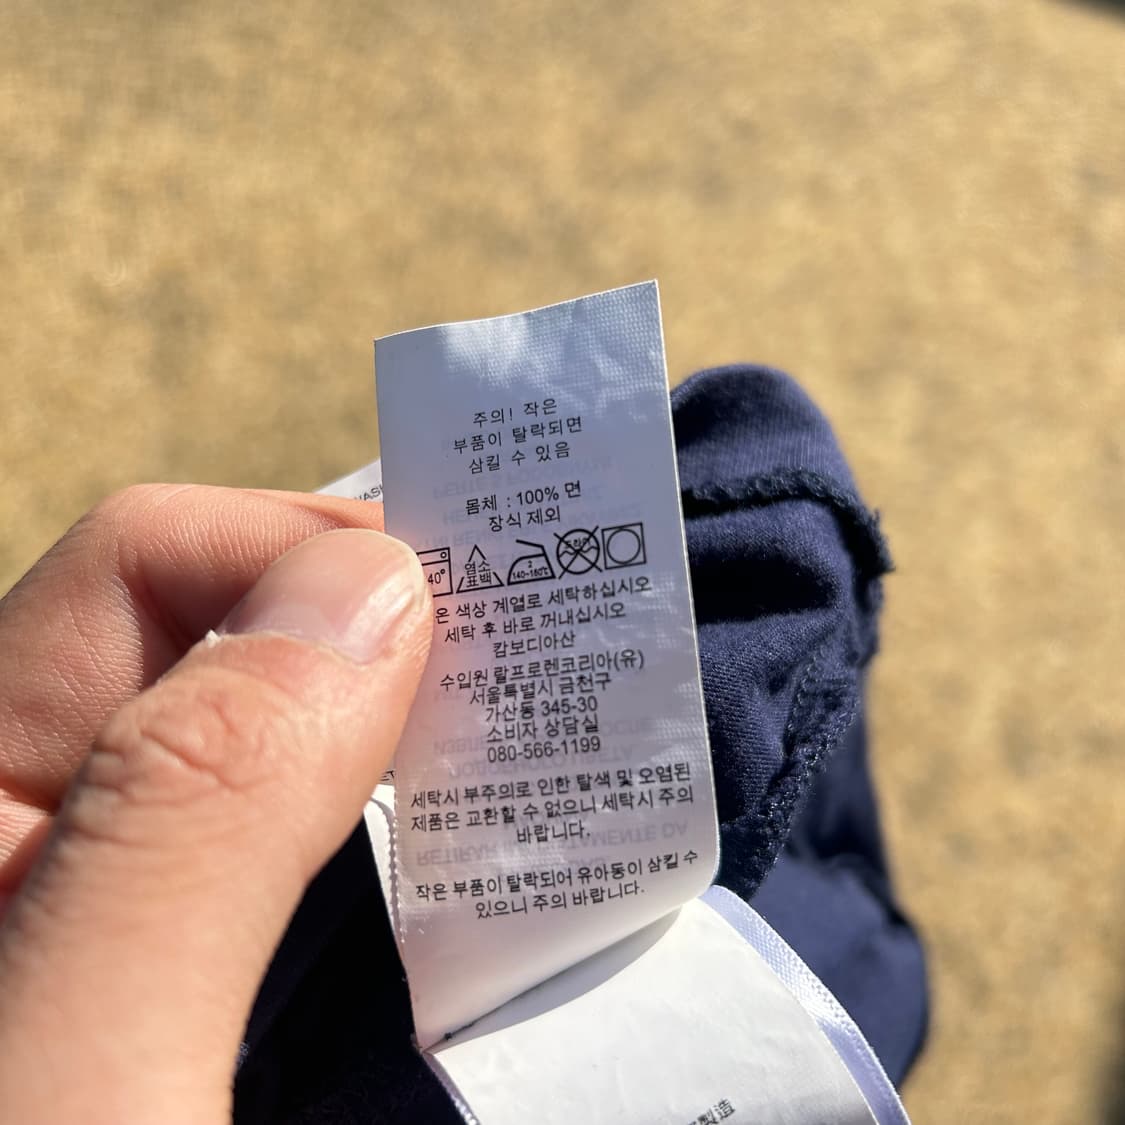 주의! 작은
부품이 탈락되면
삼킬 수 있음
몸체 : 100% 면
장식 제외
40°
염소
표백
2
140~160℃
드라이
온 색상 계열로 세탁하십시오
세탁 후 바로 꺼내십시오
캄보디아산
수입원 랄프로렌코리아(유)
서울특별시 금천구
가산동 345-30
소비자 상담실
080-566-1199
세탁시 부주의로 인한 탈색 및 오염된
제품은 교환할 수 없으니 세탁시 주의
바랍니다.
작은 부품이 탈락되어 유아동이 삼킬 수
있으니 주의 바랍니다.
製造